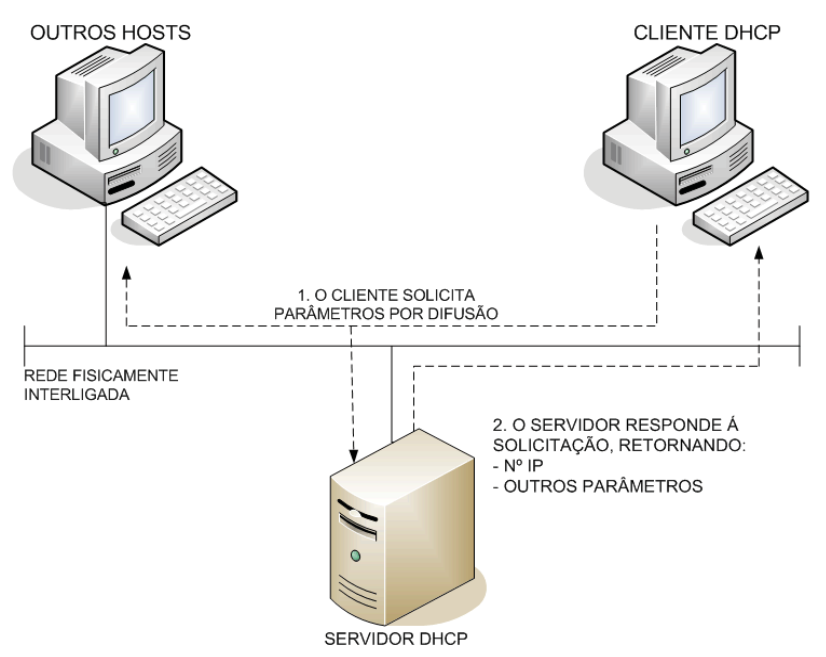 OUTROS HOSTS
CLIENTE DHCP
1. O CLIENTE SOLICITA
PARÂMETROS POR DIFUSÃO
REDE FISICAMENTE
INTERLIGADA
2. O SERVIDOR RESPONDE Á
SOLICITAÇÃO, RETORNANDO:
- Nº IP
- OUTROS PARÂMETROS
SERVIDOR DHCP